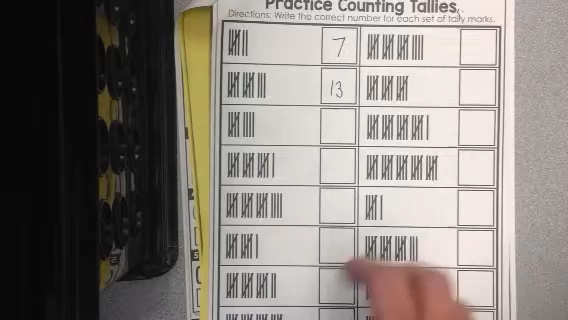 Practice Counting Tallies
Directions: Write the correct number for each set of tally marks.
7
13